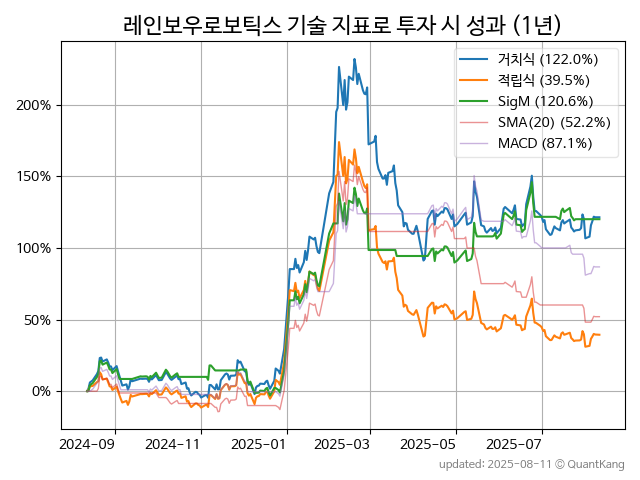 레인보우로보틱스 기술 지표로 투자 시 성과 (1년)
거치식 (122.0%)
적립식 (39.5%)
SigM (120.6%)
SMA(20) (52.2%)
MACD (87.1%)
200%
150%
100%
50%
0%
2024-09 2024-11 2025-01 2025-03 2025-05 2025-07
updated: 2025-08-11 © QuantKang